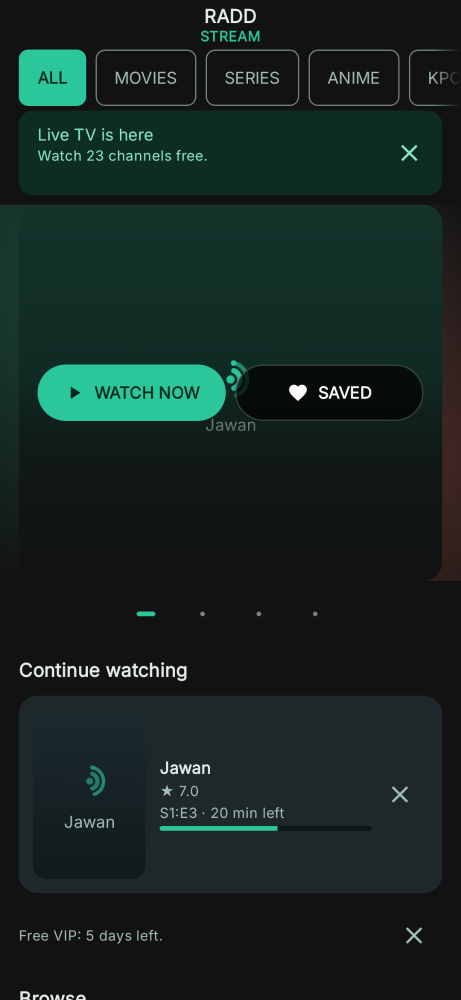 RADD
STREAM
ALL
MOVIES
SERIES
ANIME
Live TV is here
Watch 23 channels free.
WATCH NOW
SAVED
Jawan
Continue watching
Jawan
Jawan
★ 7.0
S1:E3 · 20 min left
Free VIP: 5 days left.
Browse